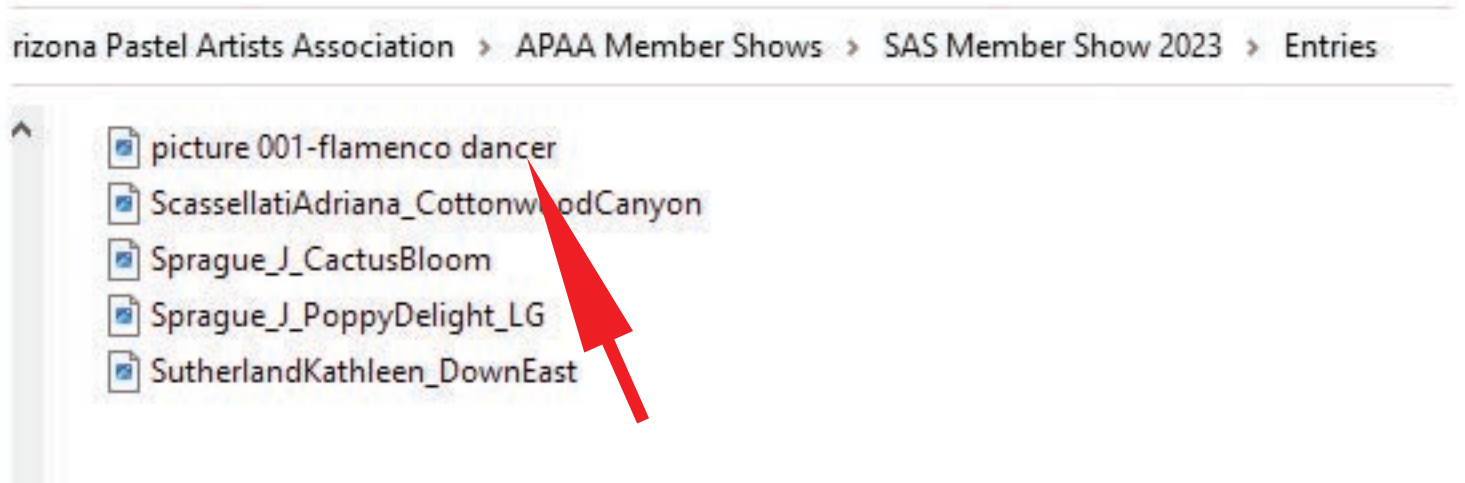 rizona Pastel Artists Association > APAA Member Shows > SAS Member Show 2023 > Entries
picture 001-flamenco dancer
ScassellatiAdriana_CottonwoodCanyon
Sprague_J_CactusBloom
Sprague_J_PoppyDelight_LG
SutherlandKathleen_DownEast